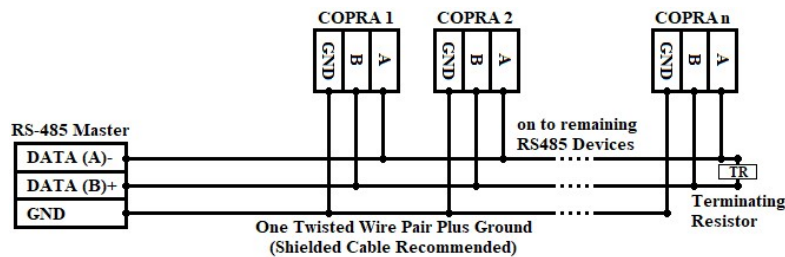 COPRA 1
COPRA 2
COPRA n
GND
B
A
GND
B
A
GND
B
A
RS-485 Master
DATA (A)-
DATA (B)+
GND
on to remaining
RS485 Devices
TR
Terminating
Resistor
One Twisted Wire Pair Plus Ground
(Shielded Cable Recommended)